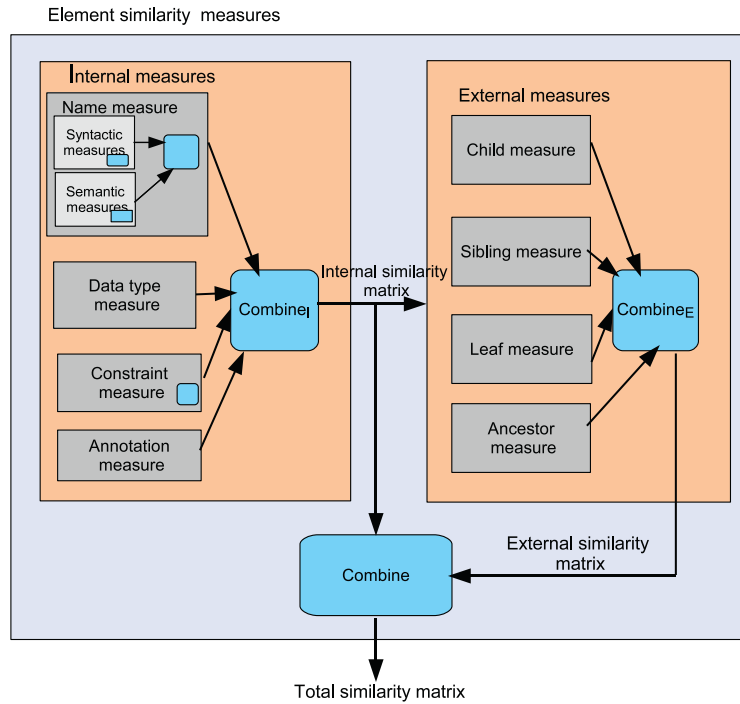 Element similarity measures
Internal measures
Name measure
Syntactic
measures
Semantic
measures
Data type
measure
Constraint
measure
Annotation
measure
CombineI
Internal similarity
matrix
External measures
Child measure
Sibling measure
Leaf measure
Ancestor
measure
CombineE
External similarity
matrix
Combine
Total similarity matrix